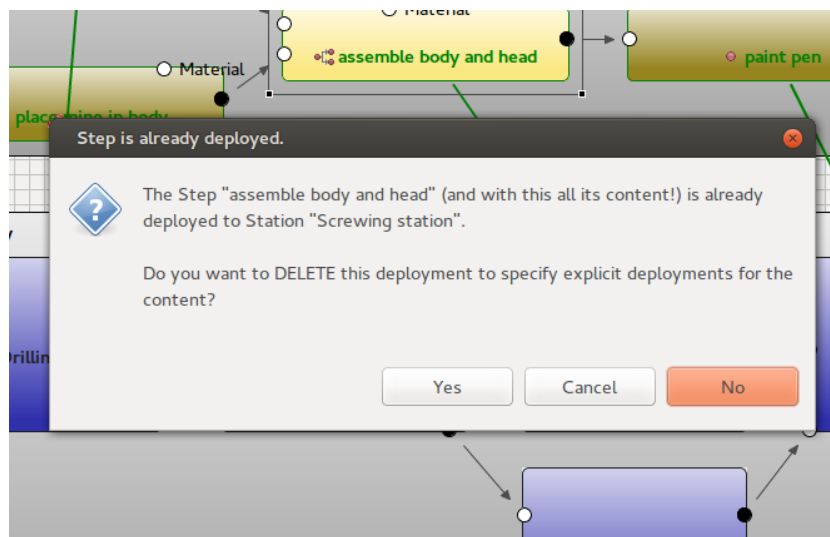 Material
assemble body and head
paint pen
Material
place mine in body
Step is already deployed.
The Step "assemble body and head" (and with this all its content!) is already
deployed to Station "Screwing station".
Do you want to DELETE this deployment to specify explicit deployments for the
content?
Yes
Cancel
No